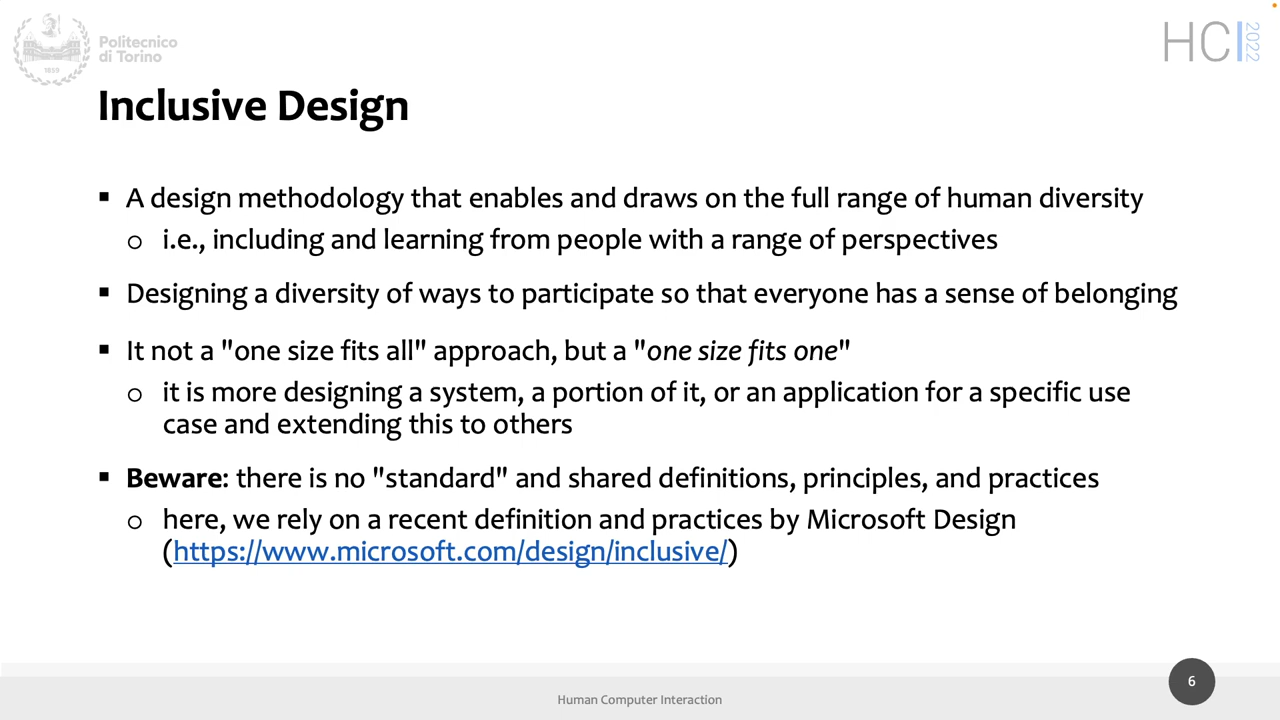 Politecnico
di Torino
1859
HCI 2022
Inclusive Design
▪ A design methodology that enables and draws on the full range of human diversity
o i.e., including and learning from people with a range of perspectives
▪ Designing a diversity of ways to participate so that everyone has a sense of belonging
▪ It not a "one size fits all" approach, but a "one size fits one"
o it is more designing a system, a portion of it, or an application for a specific use
case and extending this to others
▪ Beware: there is no "standard" and shared definitions, principles, and practices
o here, we rely on a recent definition and practices by Microsoft Design
(https://www.microsoft.com/design/inclusive/)
Human Computer Interaction
6